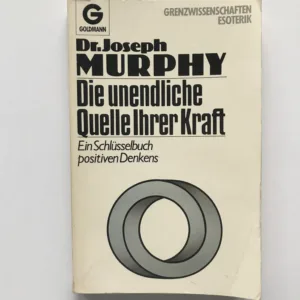 G
GOLDMANN
GRENZWISSENSCHAFTEN
ESOTERIK
Dr. Joseph
MURPHY
Die unendliche
Quelle Ihrer Kraft
Ein Schlüsselbuch
positiven Denkens